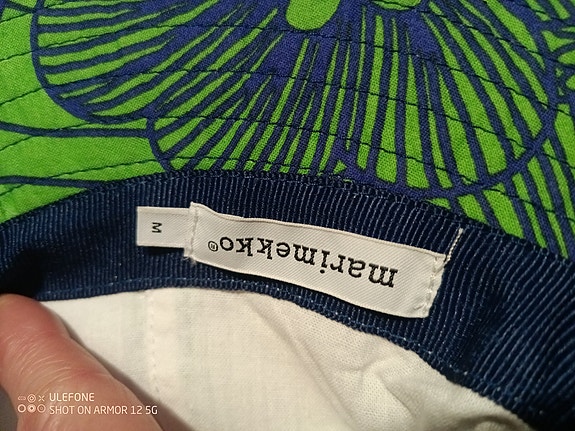 marimekko®
M
ULEFONE
SHOT ON ARMOR 12 5G